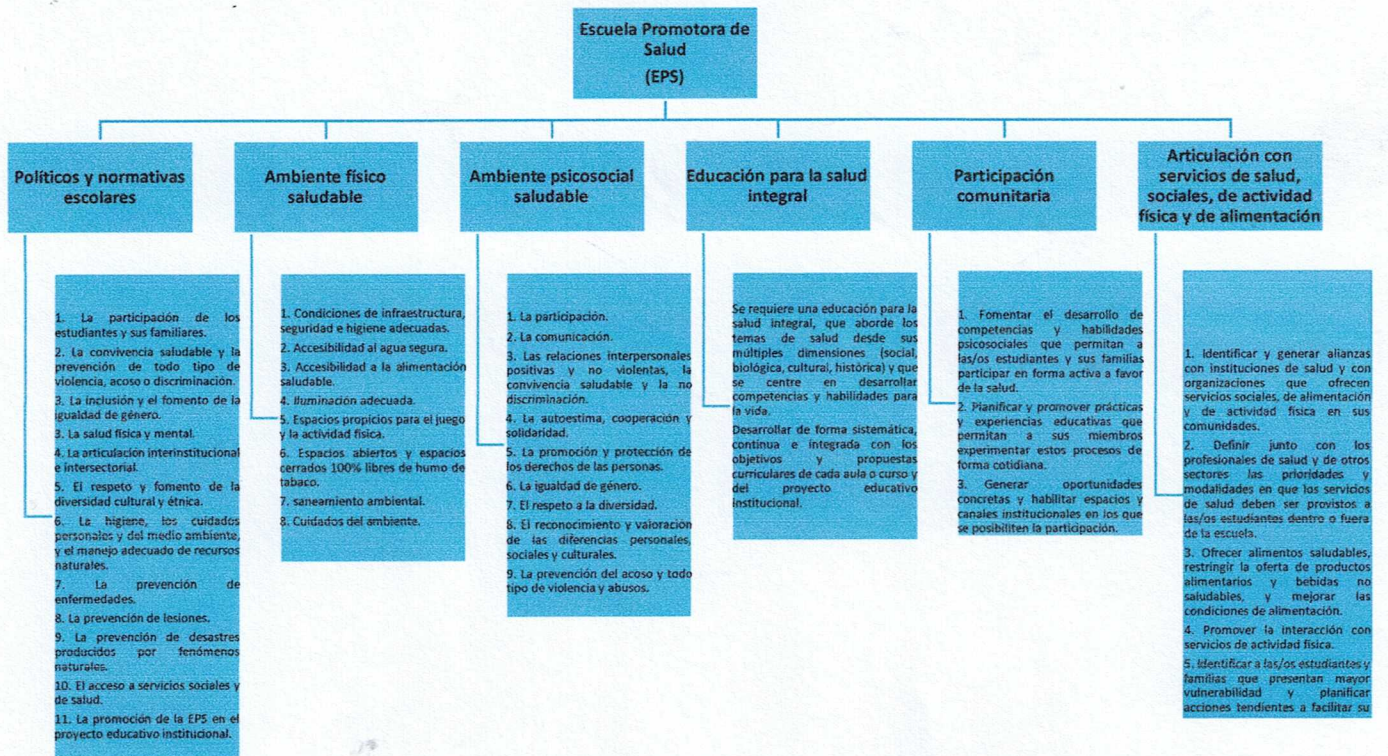 Escuela Promotora de
Salud
(EPS)
Políticos y normativas
escolares
Ambiente físico
saludable
Ambiente psicosocial
saludable
Educación para la salud
integral
Participación
comunitaria
Articulación con
servicios de salud,
sociales, de actividad
física y de alimentación
1. La participación de los
estudiantes y sus familiares.
2. La convivencia saludable y la
prevención de todo tipo de
violencia, acoso o discriminación.
3. La inclusión y el fomento de la
igualdad de género.
3. La salud física y mental.
4. La articulación interinstitucional
e intersectorial.
5. El respeto y fomento de la
diversidad cultural y étnica.
6. La higiene, los cuidados
personales y del medio ambiente,
y el manejo adecuado de recursos
naturales.
7. La prevención de
enfermedades.
8. La prevención de lesiones.
9. La prevención de desastres
producidos por fenómenos
naturales.
10. El acceso a servicios sociales y
de salud.
11. La promoción de la EPS en el
proyecto educativo institucional.
1. Condiciones de infraestructura,
seguridad e higiene adecuadas.
2. Accesibilidad al agua segura.
3. Accesibilidad a la alimentación
saludable.
4. Iluminación adecuada.
5. Espacios propicios para el juego
y la actividad física.
6. Espacios abiertos y espacios
cerrados 100% libres de humo de
tabaco.
7. saneamiento ambiental.
8. Cuidados del ambiente.
1. La participación.
2. La comunicación.
3. Las relaciones interpersonales
positivas y no violentas, la
convivencia saludable y la no
discriminación.
4. La autoestima, cooperación y
solidaridad.
5. La promoción y protección de
los derechos de las personas.
6. La igualdad de género.
7. El respeto a la diversidad.
8. El reconocimiento y valoración
de las diferencias personales,
sociales y culturales.
9. La prevención del acoso y todo
tipo de violencia y abusos.
Se requiere una educación para la
salud integral, que aborde los
temas de salud desde sus
múltiples dimensiones (social,
biológica, cultural, histórica) y que
se centre en desarrollar
competencias y habilidades para
la vida.
Desarrollar de forma sistemática,
continua e integrada con los
objetivos y propuestas
curriculares de cada aula o curso y
del proyecto educativo
institucional.
1. Fomentar el desarrollo de
competencias y habilidades
psicosociales que permitan a
las/os estudiantes y sus familias
participar en forma activa a favor
de la salud.
2. Planificar y promover prácticas
y experiencias educativas que
permitan a sus miembros
experimentar estos procesos de
forma cotidiana.
3. Generar oportunidades
concretas y habilitar espacios y
canales institucionales en los que
se posibiliten la participación.
1. Identificar y generar alianzas
con instituciones de salud y con
organizaciones que ofrecen
servicios sociales, de alimentación
y de actividad física en sus
comunidades.
2. Definir junto con los
profesionales de salud y de otros
sectores las prioridades y
modalidades en que los servicios
de salud deben ser provistos a
las/os estudiantes dentro o fuera
de la escuela.
3. Ofrecer alimentos saludables,
restringir la oferta de productos
alimentarios y bebidas no
saludables, y mejorar las
condiciones de alimentación.
4. Promover la interacción con
servicios de actividad física.
5. Identificar a las/os estudiantes y
familias que presentan mayor
vulnerabilidad y planificar
acciones tendientes a facilitar su